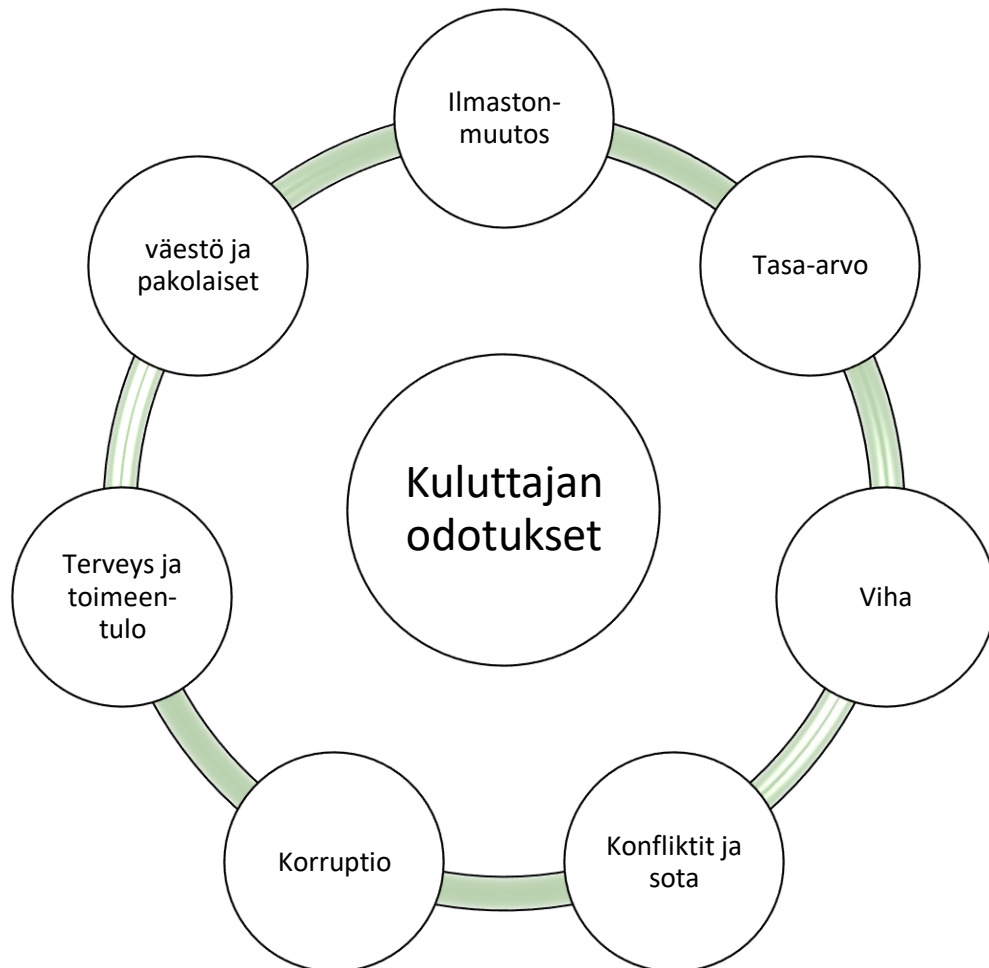 Ilmaston-
muutos
Tasa-arvo
Viha
Konfliktit ja
sota
Korruptio
Terveys ja
toimeen-
tulo
väestö ja
pakolaiset
Kuluttajan
odotukset